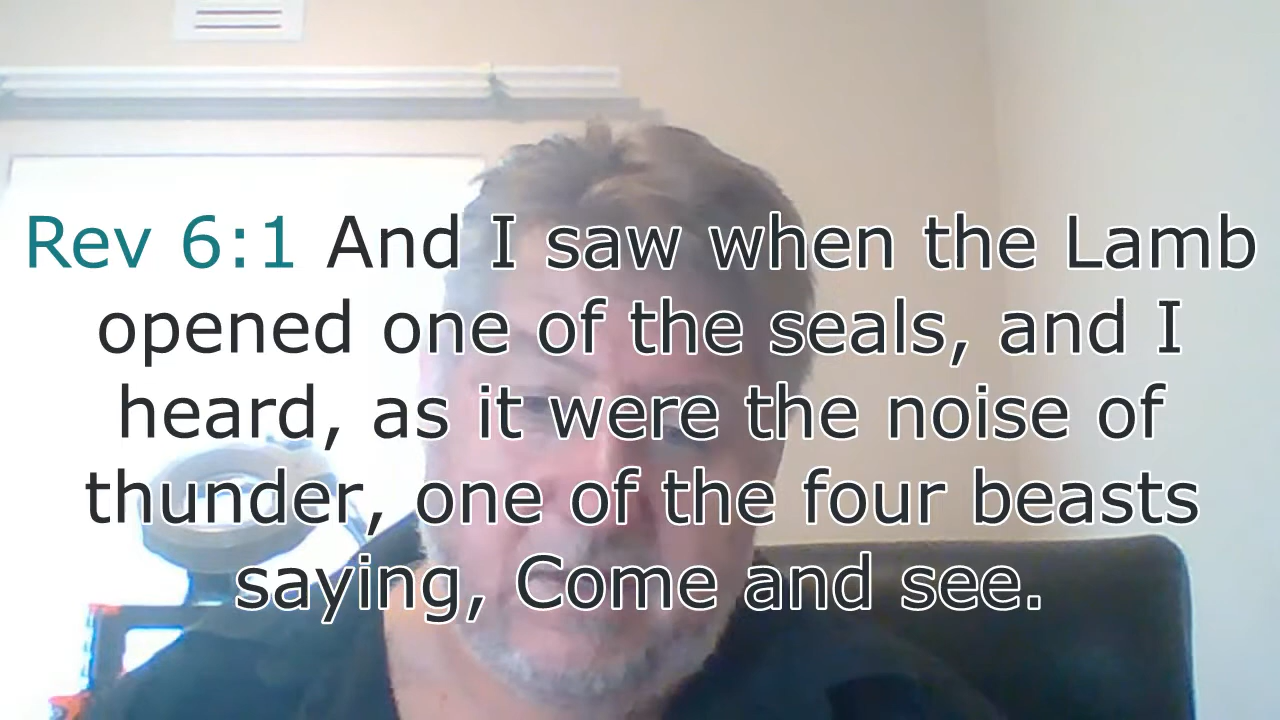 Rev 6:1 And I saw when the Lamb
opened one of the seals, and I
heard, as it were the noise of
thunder, one of the four beasts
saying, Come and see.